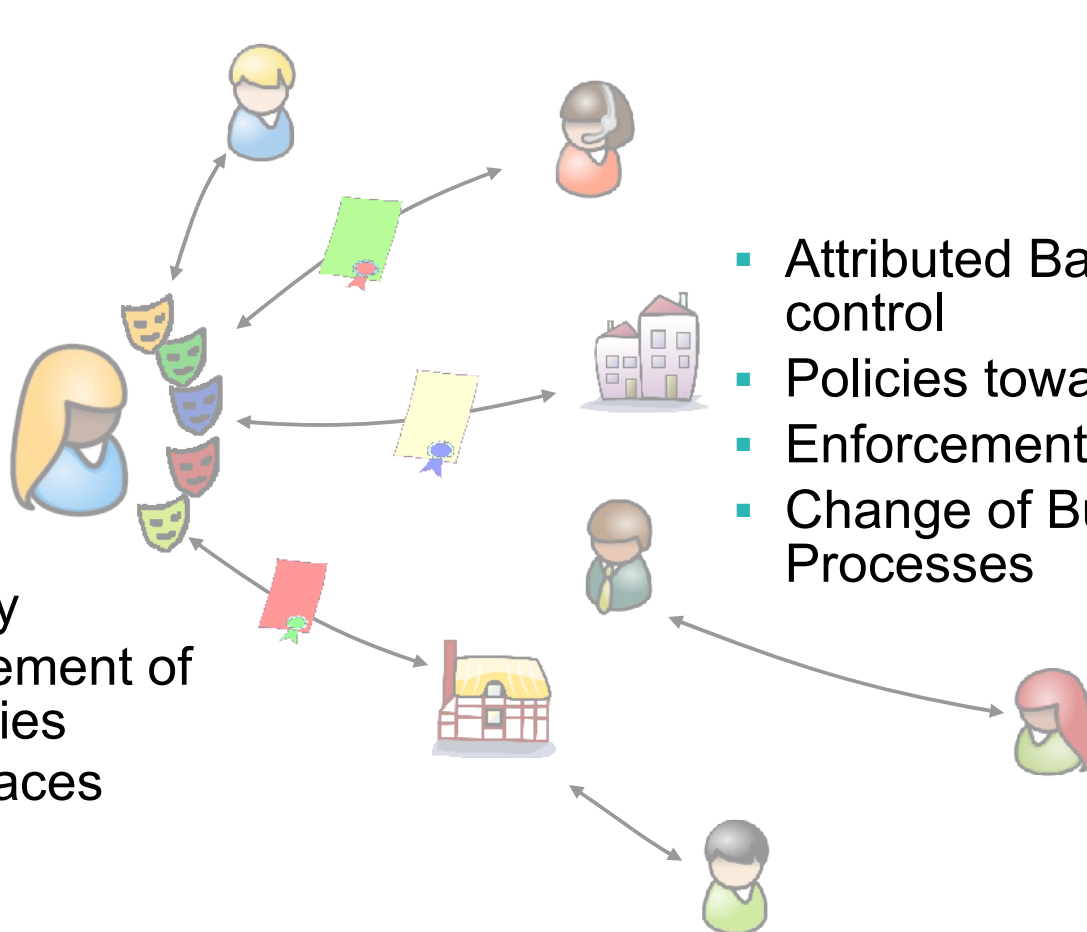 Attributed Ba
control
Policies towa
Enforcement
Change of Bu
Processes
y
ement of
ies
aces